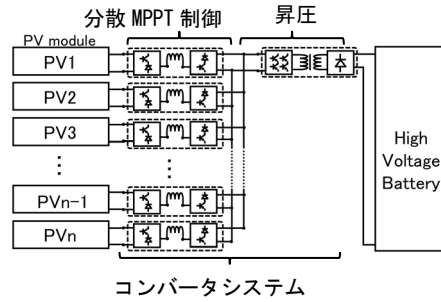 分散 MPPT 制御
昇圧
PV module
PV1
PV2
PV3
PVn-1
PVn
High
Voltage
Battery
コンバータシステム